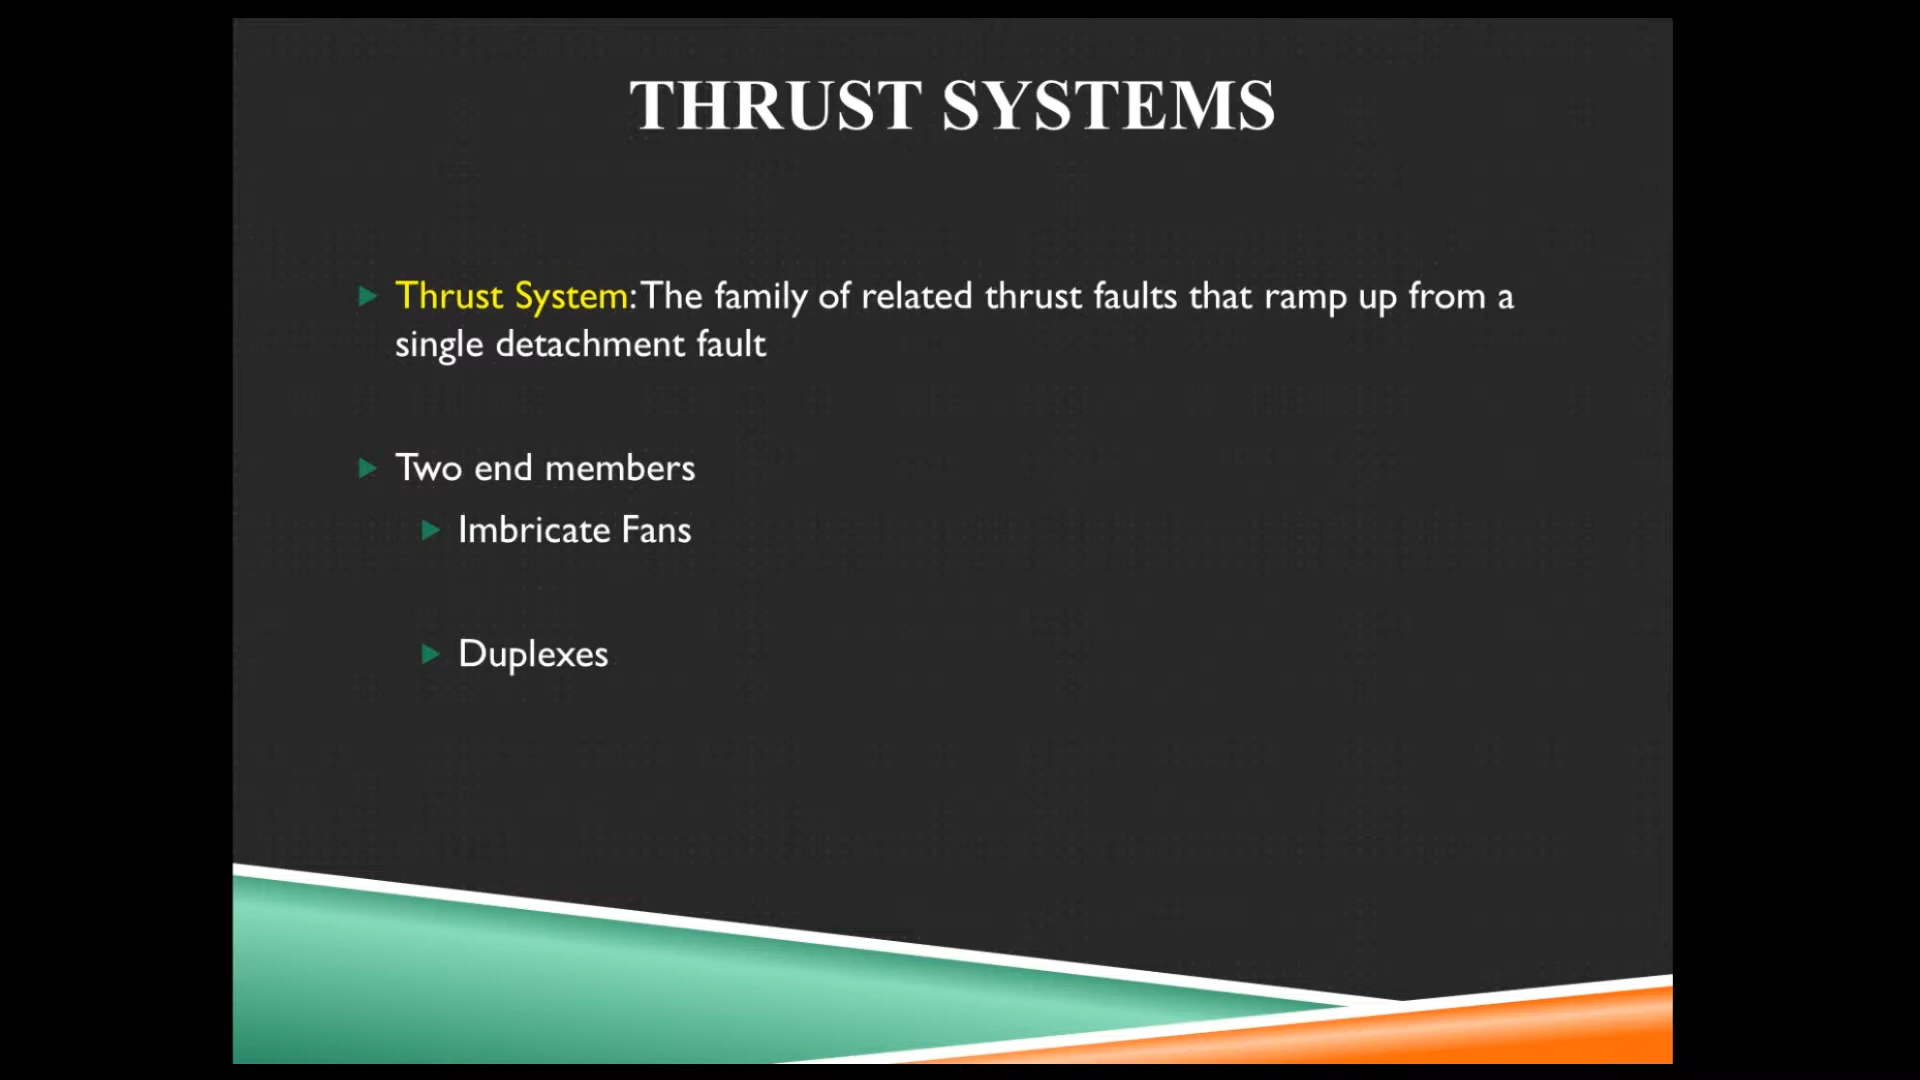 THRUST SYSTEMS
Thrust System: The family of related thrust faults that ramp up from a
single detachment fault
Two end members
Imbricate Fans
Duplexes